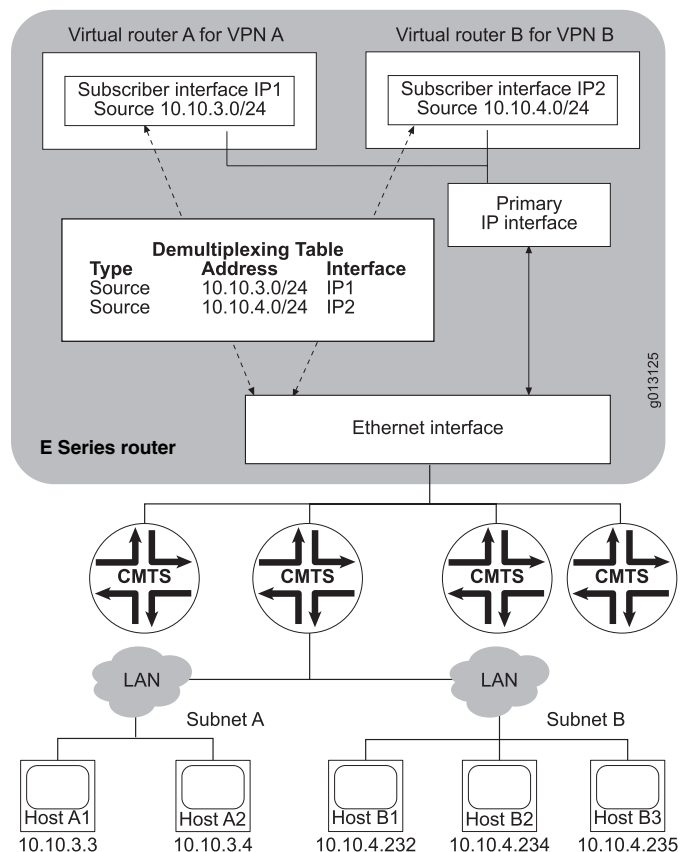 Virtual router A for VPN A
Virtual router B for VPN B
Subscriber interface IP1
Source 10.10.3.0/24
Subscriber interface IP2
Source 10.10.4.0/24
Primary
IP interface
Demultiplexing Table
Type Address Interface
Source 10.10.3.0/24 IP1
Source 10.10.4.0/24 IP2
g013125
Ethernet interface
E Series router
CMTS CMTS CMTS CMTS
LAN LAN
Subnet A Subnet B
Host A1 Host A2 Host B1 Host B2 Host B3
10.10.3.3 10.10.3.4 10.10.4.232 10.10.4.234 10.10.4.235